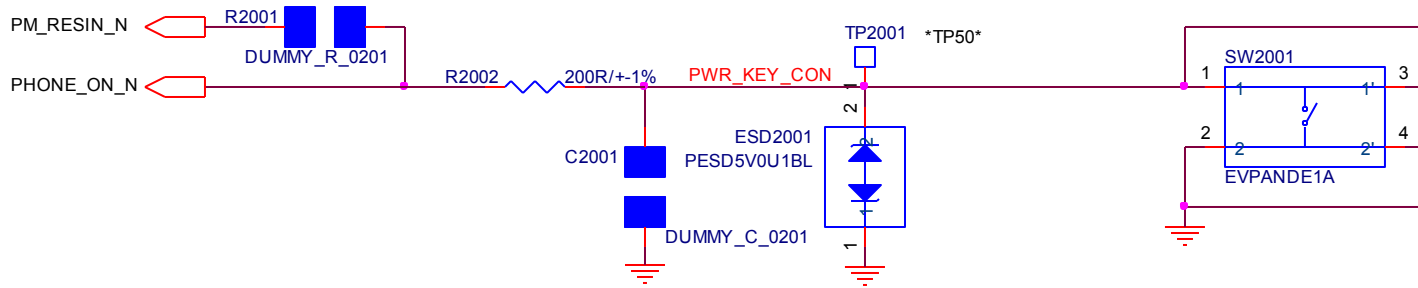 PM_RESIN_N
R2001
DUMMY_R_0201
PHONE_ON_N
R2002
200R/+-1%
PWR_KEY_CON
TP2001
*TP50*
1
2
C2001
DUMMY_C_0201
ESD2001
PESD5V0U1BL
2
1
1
SW2001
1
1
1'
3
2
2
2'
4
EVPANDE1A